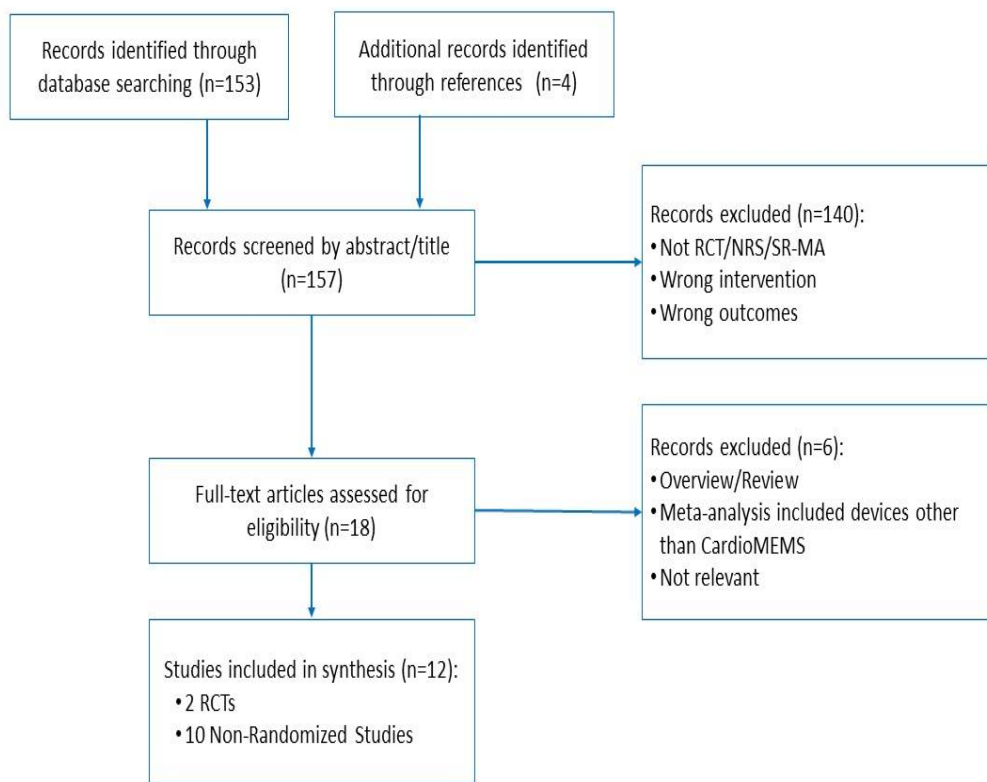 Records identified through
database searching (n=153)
Additional records identified
through references (n=4)
Records screened by abstract/title
(n=157)
Records excluded (n=140):
•Not RCT/NRS/SR-MA
•Wrong intervention
•Wrong outcomes
Full-text articles assessed for
eligibility (n=18)
Records excluded (n=6):
•Overview/Review
•Meta-analysis included devices other
than CardioMEMS
•Not relevant
Studies included in synthesis (n=12):
•2 RCTs
•10 Non-Randomized Studies